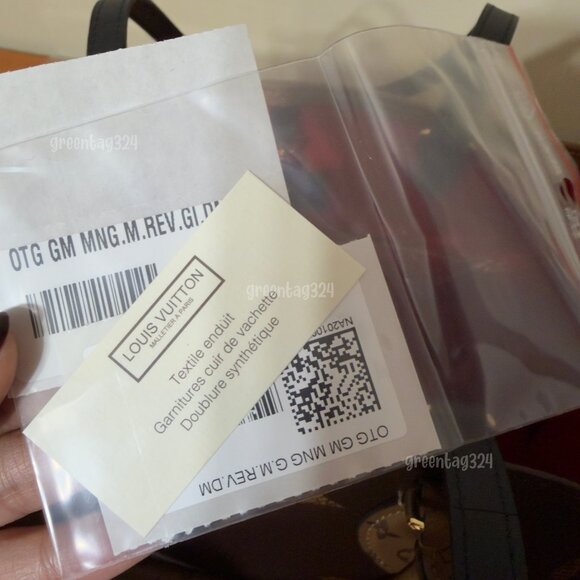 greentag324
OTG GM MNG.M.REV.GI.DM
LOUIS VUITTON
MALLETIER À PARIS
Textile enduit
Garnitures cuir de vachette
Doublure synthétique
greentag324
OTG GM MNG G.M.REV.DM
greentag324